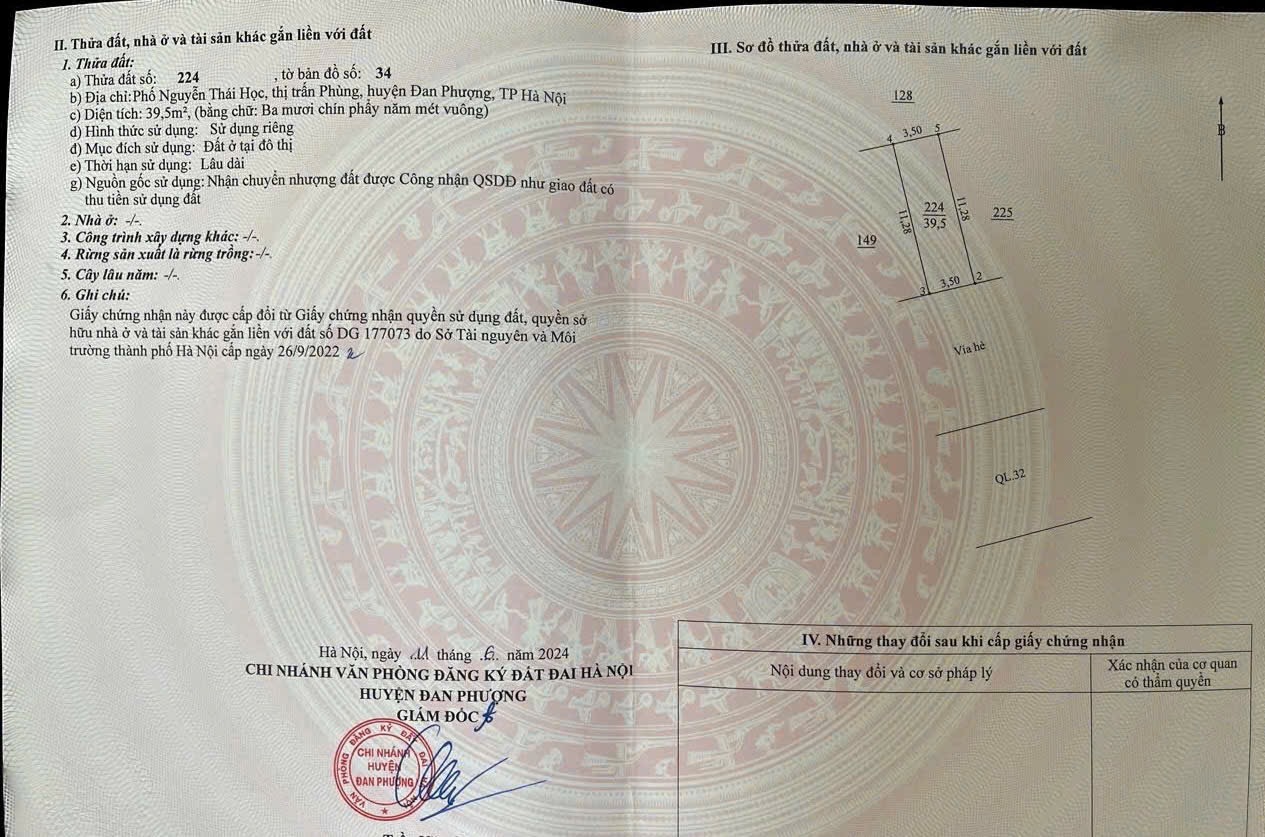 II. Thửa đất, nhà ở và tài sản khác gắn liền với đất
1. Thửa đất:
a) Thửa đất số: 224 , tờ bản đồ số: 34
b) Địa chỉ:Phố Nguyễn Thái Học, thị trấn Phùng, huyện Đan Phượng, TP Hà Nội
c) Diện tích: 39,5m², (bằng chữ: Ba mươi chín phẩy năm mét vuông)
d) Hình thức sử dụng: Sử dụng riêng
đ) Mục đích sử dụng: Đất ở tại đô thị
e) Thời hạn sử dụng: Lâu dài
g) Nguồn gốc sử dụng: Nhận chuyển nhượng đất được Công nhận QSDĐ như giao đất có
thu tiền sử dụng đất
2. Nhà ở: -/-.
3. Công trình xây dựng khác: -/-.
4. Rừng sản xuất là rừng trồng: -/-.
5. Cây lâu năm: -/-.
6. Ghi chú:
Giấy chứng nhận này được cấp đổi từ Giấy chứng nhận quyền sử dụng đất, quyền sở
hữu nhà ở và tài sản khác gắn liền với đất số DG 177073 do Sở Tài nguyên và Môi
trường thành phố Hà Nội cấp ngày 26/9/2022
Hà Nội, ngày 11 tháng 6 năm 2024
CHI NHÁNH VĂN PHÒNG ĐĂNG KÝ ĐẤT ĐAI HÀ NỘI
HUYỆN ĐAN PHƯỢNG
GIÁM ĐỐC
VĂN PHÒNG ĐĂNG KÝ ĐẤT ĐAI HÀ NỘI
CHI NHÁNH
HUYỆN
ĐAN PHƯỢNG
III. Sơ đồ thửa đất, nhà ở và tài sản khác gắn liền với đất
128
B
4 3,50 5
11,28
224
39,5
11,28
225
149
3 3,50 2
Vỉa hè
QL.32
IV. Những thay đổi sau khi cấp giấy chứng nhận
Nội dung thay đổi và cơ sở pháp lý
Xác nhận của cơ quan
có thẩm quyền